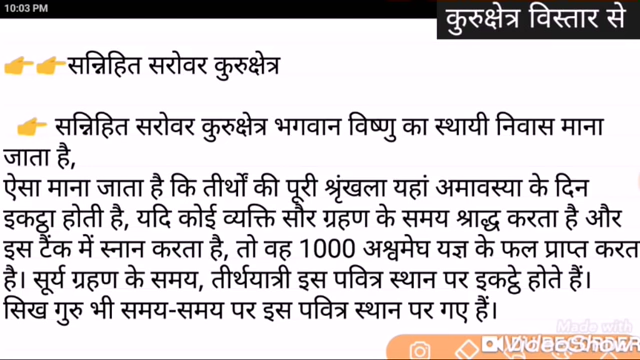 10:03 PM
कुरुक्षेत्र विस्तार से
सन्निहित सरोवर कुरुक्षेत्र
सन्निहित सरोवर कुरुक्षेत्र भगवान विष्णु का स्थायी निवास माना
जाता है,
ऐसा माना जाता है कि तीर्थों की पूरी श्रृंखला यहां अमावस्या के दिन
इकट्ठा होती है, यदि कोई व्यक्ति सौर ग्रहण के समय श्राद्ध करता है और
इस टैंक में स्नान करता है, तो वह 1000 अश्वमेघ यज्ञ के फल प्राप्त करत
है। सूर्य ग्रहण के समय, तीर्थयात्री इस पवित्र स्थान पर इकट्ठे होते हैं।
सिख गुरु भी समय-समय पर इस पवित्र स्थान पर गए हैं।
Made with
VideoShow